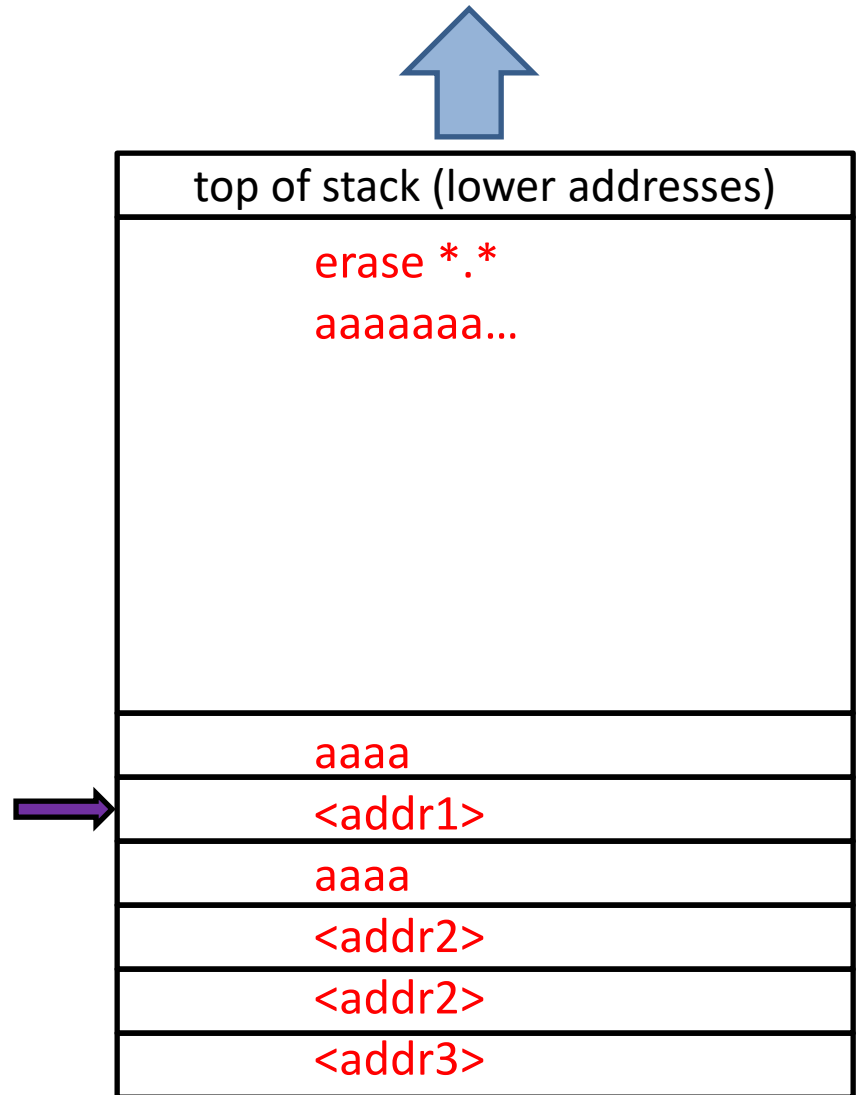 top of stack (lower addresses)
erase *.*
aaaaaaa...
aaaa
<addr1>
aaaa
<addr2>
<addr2>
<addr3>